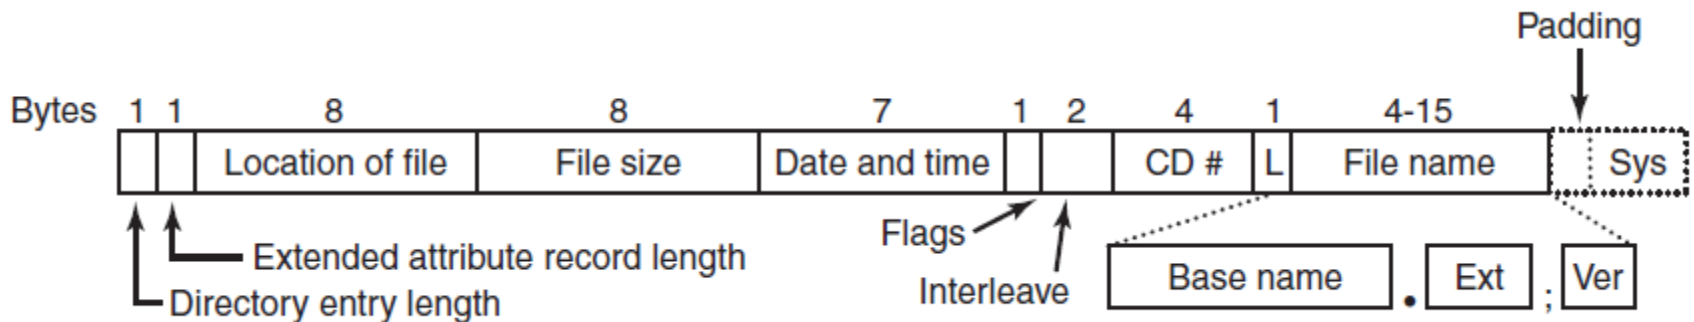 Padding
Bytes 1 1 8 8 7 1 2 4 1 4-15
Location of file File size Date and time CD # L File name Sys
Flags
Extended attribute record length
Base name . Ext ; Ver
Interleave
Directory entry length